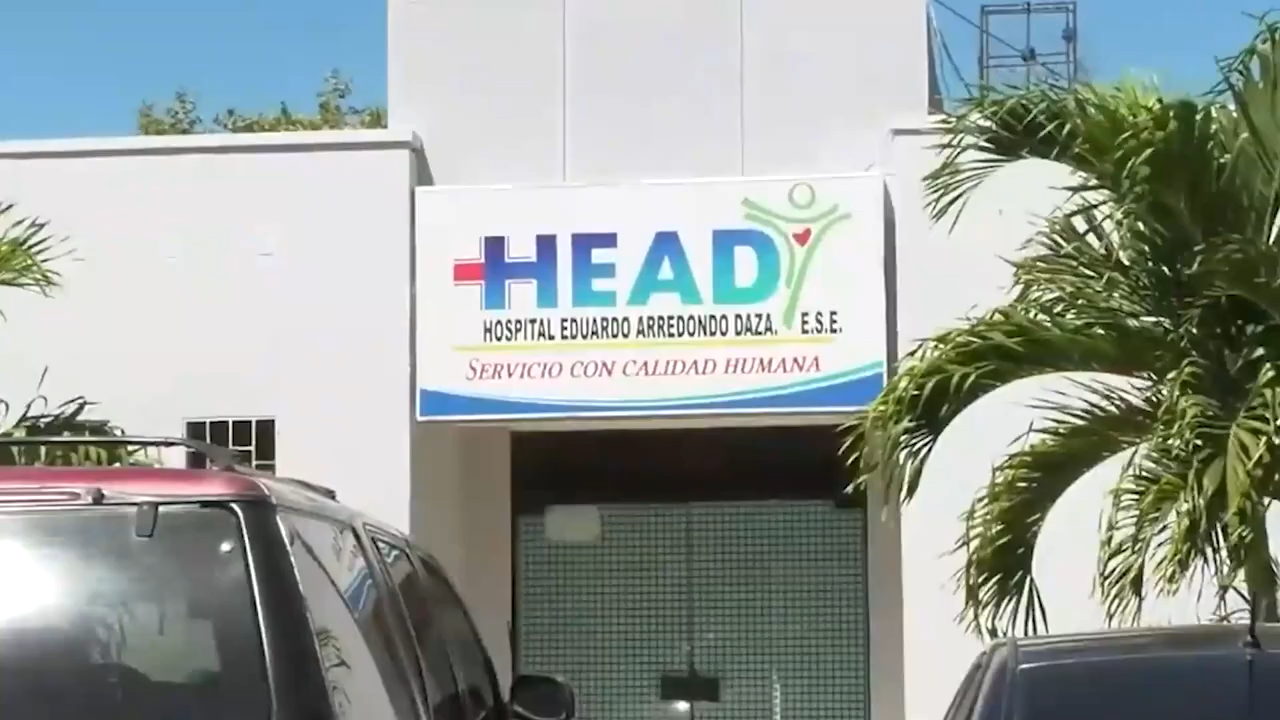 HEAD
HOSPITAL EDUARDO ARREDONDO DAZA. E.S.E.
SERVICIO CON CALIDAD HUMANA